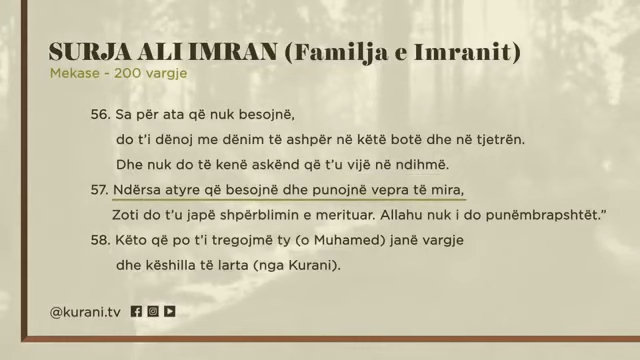 SURJA ALI IMRAN (Familja e Imranit)
Mekase - 200 vargje
56. Sa për ata që nuk besojnë,
do t'i dënoj me dënim të ashpër në këtë botë dhe në tjetrën.
Dhe nuk do të kenë askënd që t'u vijë në ndihmë.
57. Ndërsa atyre që besojnë dhe punojnë vepra të mira,
Zoti do t'u japë shpërblimin e merituar. Allahu nuk i do punëmbrapshtët.”
58. Këto që po t'i tregojmë ty (o Muhamed) janë vargje
dhe këshilla të larta (nga Kurani).
@kurani.tv